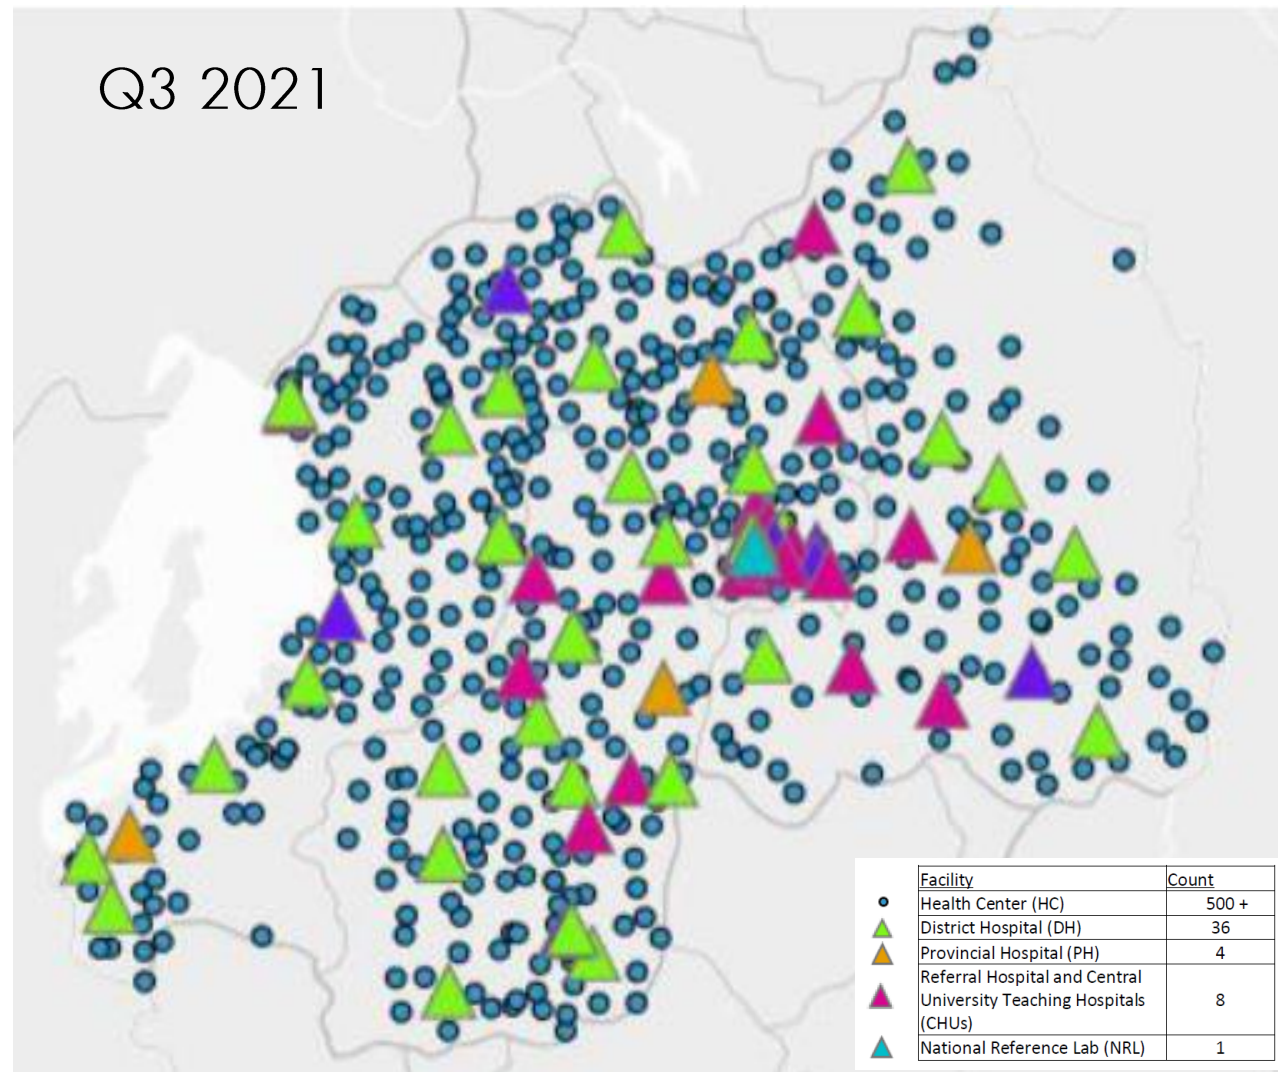 Q3 2021
Facility Count
Health Center (HC) 500 +
District Hospital (DH) 36
Provincial Hospital (PH) 4
Referral Hospital and Central
University Teaching Hospitals 8
(CHUs)
National Reference Lab (NRL) 1